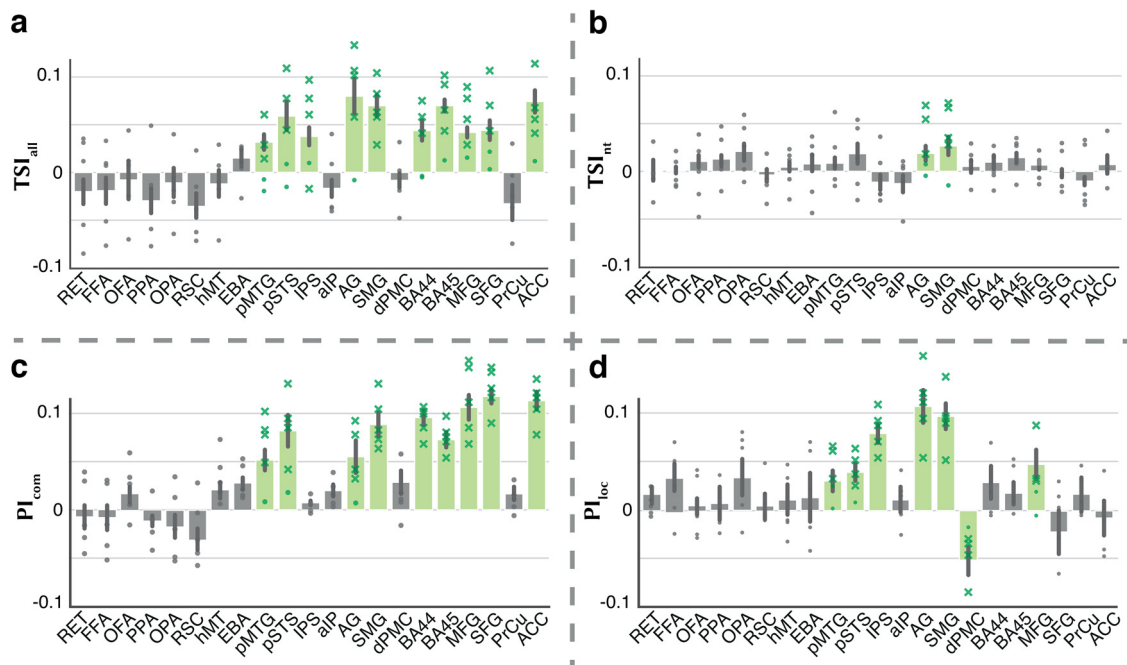 a
0.1
0
-0.1
TSIall
RET FFA OFA PPA OPA RSC hMT EBA pMTG pSTS IPS aIP AG SMG dPMC BA44 BA45 MFG SFG PrCu ACC
b
0.1
0
-0.1
TSInt
RET FFA OFA PPA OPA RSC hMT EBA pMTG pSTS IPS aIP AG SMG dPMC BA44 BA45 MFG SFG PrCu ACC
c
0.1
0
-0.1
PIcom
RET FFA OFA PPA OPA RSC hMT EBA pMTG pSTS IPS aIP AG SMG dPMC BA44 BA45 MFG SFG PrCu ACC
d
0.1
0
-0.1
PIloc
RET FFA OFA PPA OPA RSC hMT EBA pMTG pSTS IPS aIP AG SMG dPMC BA44 BA45 MFG SFG PrCu ACC